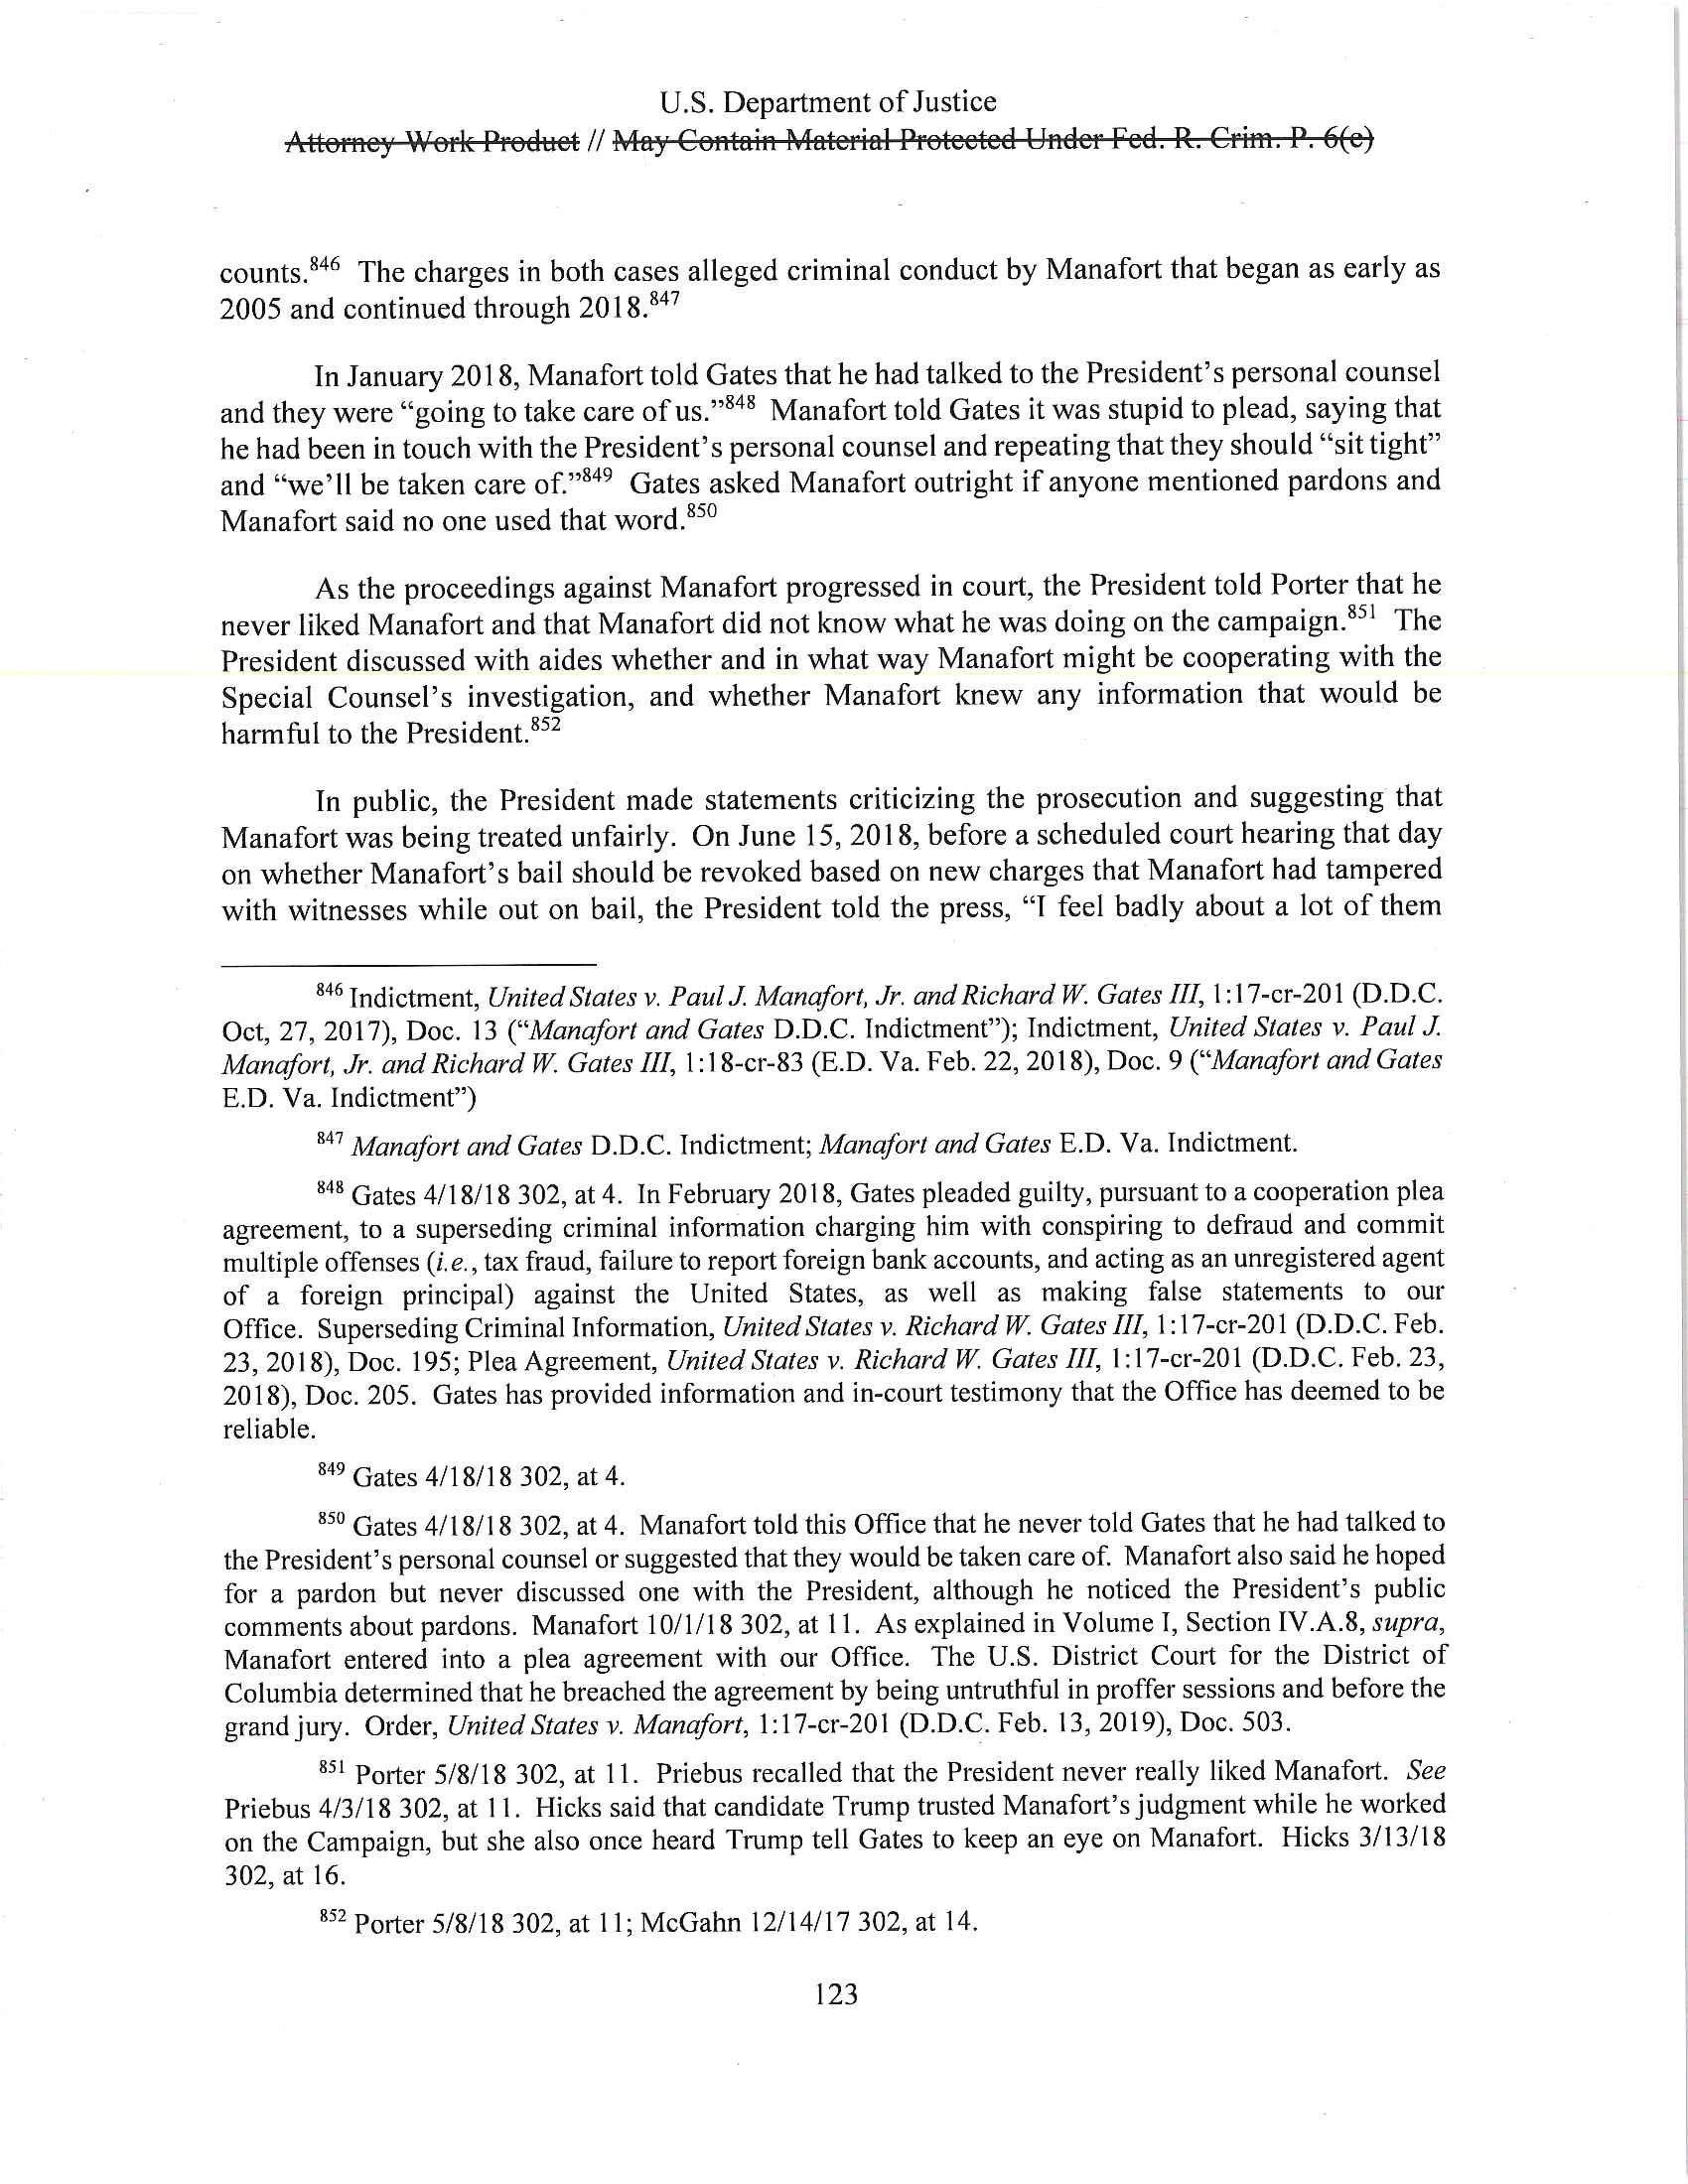 U.S. Department of Justice
Attorney Work Product // May Contain Material Protected Under Fed. R. Crim. P. 6(e)
counts.846 The charges in both cases alleged criminal conduct by Manafort that began as early as
2005 and continued through 2018.847
In January 2018, Manafort told Gates that he had talked to the President's personal counsel
and they were “going to take care of us.”848 Manafort told Gates it was stupid to plead, saying that
he had been in touch with the President's personal counsel and repeating that they should “sit tight”
and “we'll be taken care of.”849 Gates asked Manafort outright if anyone mentioned pardons and
Manafort said no one used that word.850
As the proceedings against Manafort progressed in court, the President told Porter that he
never liked Manafort and that Manafort did not know what he was doing on the campaign.851 The
President discussed with aides whether and in what way Manafort might be cooperating with the
Special Counsel's investigation, and whether Manafort knew any information that would be
harmful to the President.852
In public, the President made statements criticizing the prosecution and suggesting that
Manafort was being treated unfairly. On June 15, 2018, before a scheduled court hearing that day
on whether Manafort's bail should be revoked based on new charges that Manafort had tampered
with witnesses while out on bail, the President told the press, “I feel badly about a lot of them
846 Indictment, United States v. Paul J. Manafort, Jr. and Richard W. Gates III, 1:17-cr-201 (D.D.C.
Oct, 27, 2017), Doc. 13 (“Manafort and Gates D.D.C. Indictment”); Indictment, United States v. Paul J.
Manafort, Jr. and Richard W. Gates III, 1:18-cr-83 (E.D. Va. Feb. 22, 2018), Doc. 9 (“Manafort and Gates
E.D. Va. Indictment”)
847 Manafort and Gates D.D.C. Indictment; Manafort and Gates E.D. Va. Indictment.
848 Gates 4/18/18 302, at 4. In February 2018, Gates pleaded guilty, pursuant to a cooperation plea
agreement, to a superseding criminal information charging him with conspiring to defraud and commit
multiple offenses (i.e., tax fraud, failure to report foreign bank accounts, and acting as an unregistered agent
of a foreign principal) against the United States, as well as making false statements to our
Office. Superseding Criminal Information, United States v. Richard W. Gates III, 1:17-cr-201 (D.D.C. Feb.
23, 2018), Doc. 195; Plea Agreement, United States v. Richard W. Gates III, 1:17-cr-201 (D.D.C. Feb. 23,
2018), Doc. 205. Gates has provided information and in-court testimony that the Office has deemed to be
reliable.
849 Gates 4/18/18 302, at 4.
850 Gates 4/18/18 302, at 4. Manafort told this Office that he never told Gates that he had talked to
the President's personal counsel or suggested that they would be taken care of. Manafort also said he hoped
for a pardon but never discussed one with the President, although he noticed the President's public
comments about pardons. Manafort 10/1/18 302, at 11. As explained in Volume I, Section IV.A.8, supra,
Manafort entered into a plea agreement with our Office. The U.S. District Court for the District of
Columbia determined that he breached the agreement by being untruthful in proffer sessions and before the
grand jury. Order, United States v. Manafort, 1:17-cr-201 (D.D.C. Feb. 13, 2019), Doc. 503.
851 Porter 5/8/18 302, at 11. Priebus recalled that the President never really liked Manafort. See
Priebus 4/3/18 302, at 11. Hicks said that candidate Trump trusted Manafort's judgment while he worked
on the Campaign, but she also once heard Trump tell Gates to keep an eye on Manafort. Hicks 3/13/18
302, at 16.
852 Porter 5/8/18 302, at 11; McGahn 12/14/17 302, at 14.
123